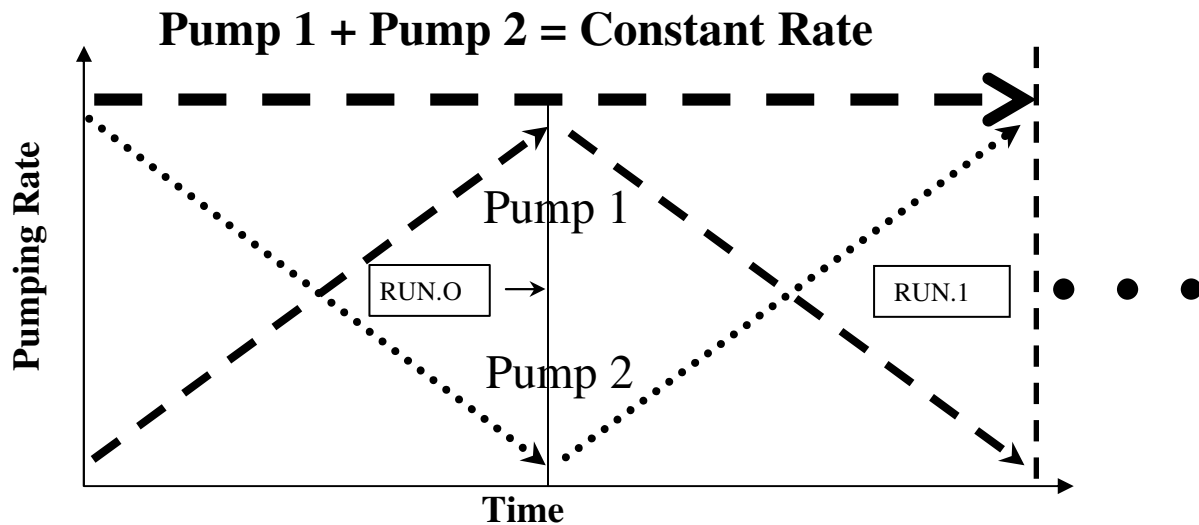 Pump 1 + Pump 2 = Constant Rate
Pumping Rate
Pump 1
RUN.O
RUN.1
Pump 2
Time